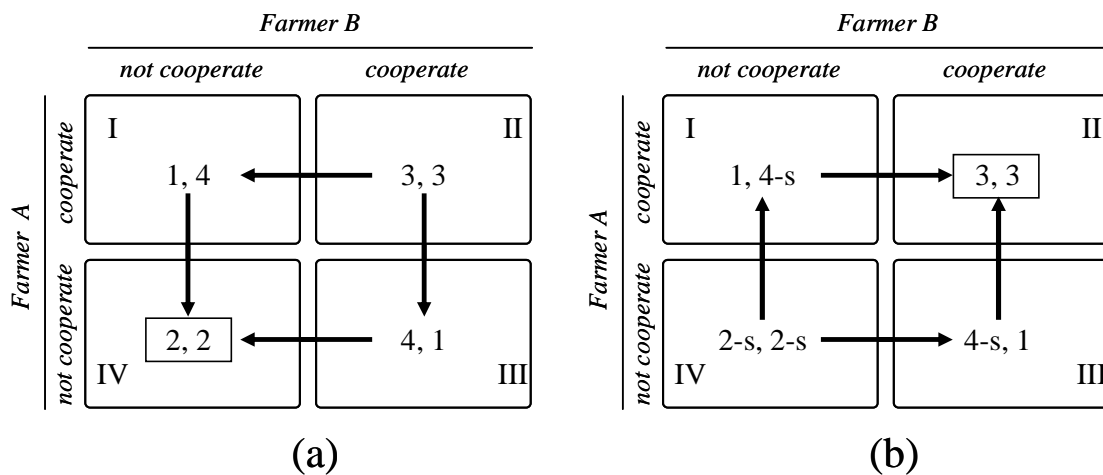 Farmer B
not cooperate cooperate
Farmer A
cooperate
not cooperate
I
II
1, 4
3, 3
2, 2
4, 1
IV
III
(a)
Farmer B
not cooperate cooperate
Farmer A
cooperate
not cooperate
I
II
1, 4-s
3, 3
2-s, 2-s
4-s, 1
IV
III
(b)